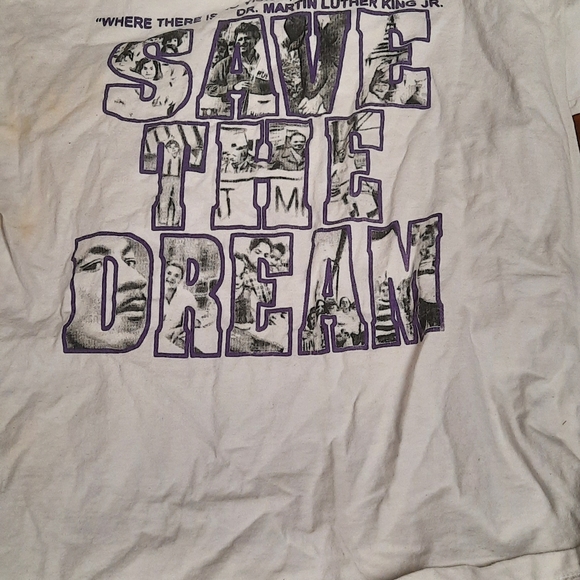 "WHERE THERE IS
DR. MARTIN LUTHER KING JR.
SAVE
THE
DREAM